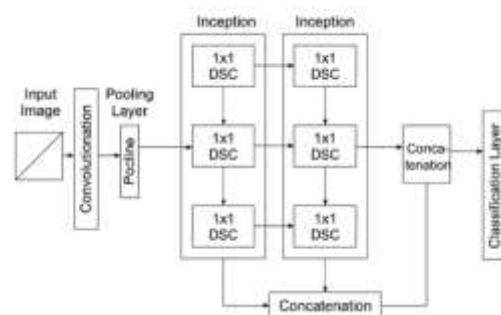 Inception
Inception
Input
Image
Convolutionation
Pooling
Layer
Pocline
1x1
DSC
1x1
DSC
1x1
DSC
1x1
DSC
1x1
DSC
1x1
DSC
Conca-
tenation
Classification Layer
Concatenation